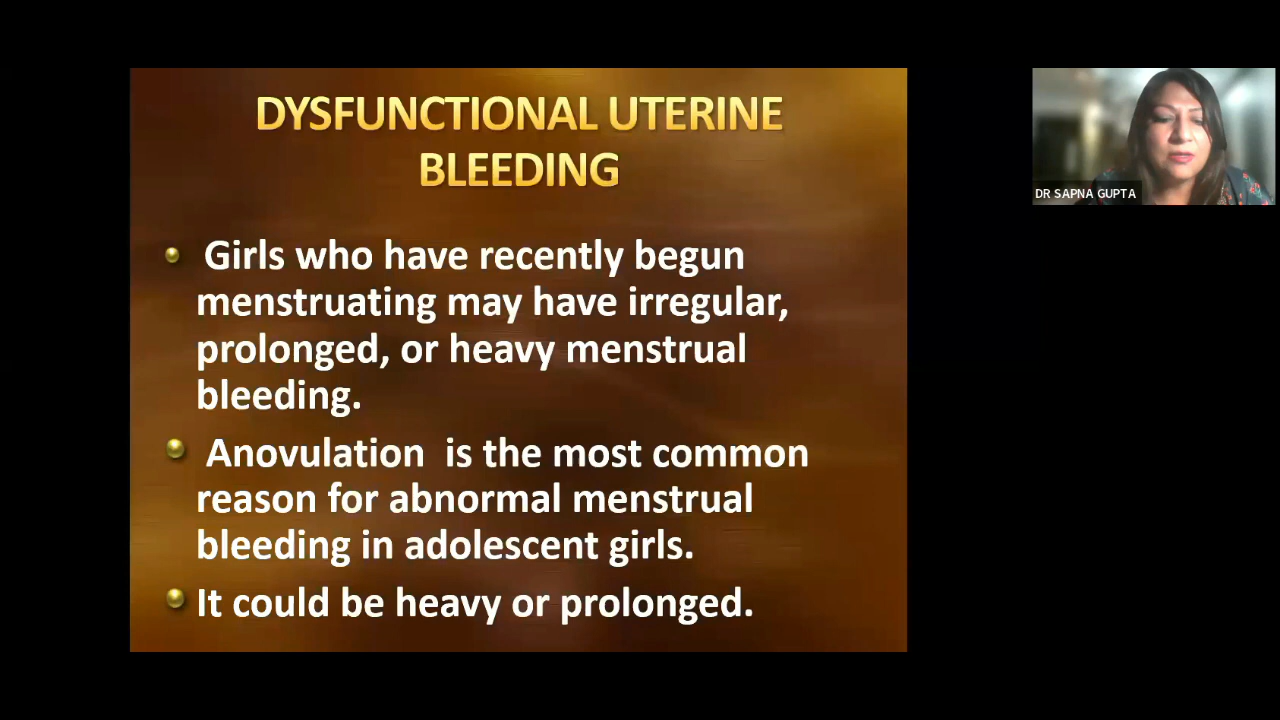 DYSFUNCTIONAL UTERINE
BLEEDING
Girls who have recently begun
menstruating may have irregular,
prolonged, or heavy menstrual
bleeding.
Anovulation is the most common
reason for abnormal menstrual
bleeding in adolescent girls.
It could be heavy or prolonged.
DR SAPNA GUPTA